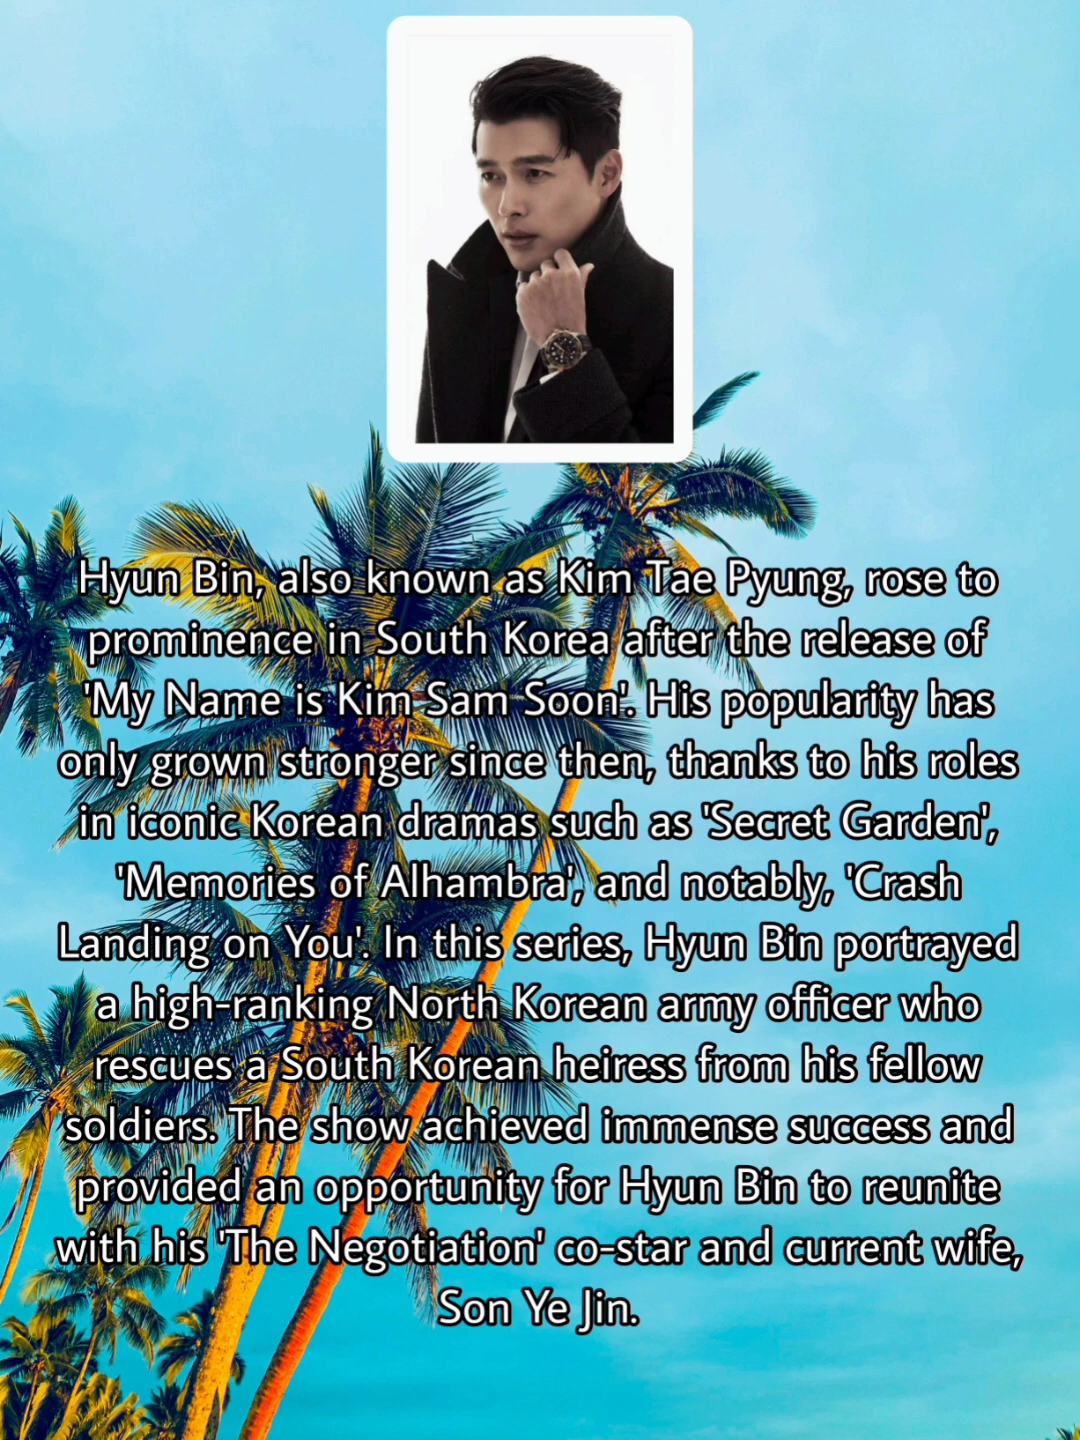 Hyun Bin, also known as Kim Tae Pyung, rose to
prominence in South Korea after the release of
'My Name is Kim Sam Soon'. His popularity has
only grown stronger since then, thanks to his roles
in iconic Korean dramas such as 'Secret Garden',
'Memories of Alhambra', and notably, 'Crash
Landing on You'. In this series, Hyun Bin portrayed
a high-ranking North Korean army officer who
rescues a South Korean heiress from his fellow
soldiers. The show achieved immense success and
provided an opportunity for Hyun Bin to reunite
with his 'The Negotiation' co-star and current wife,
Son Ye Jin.